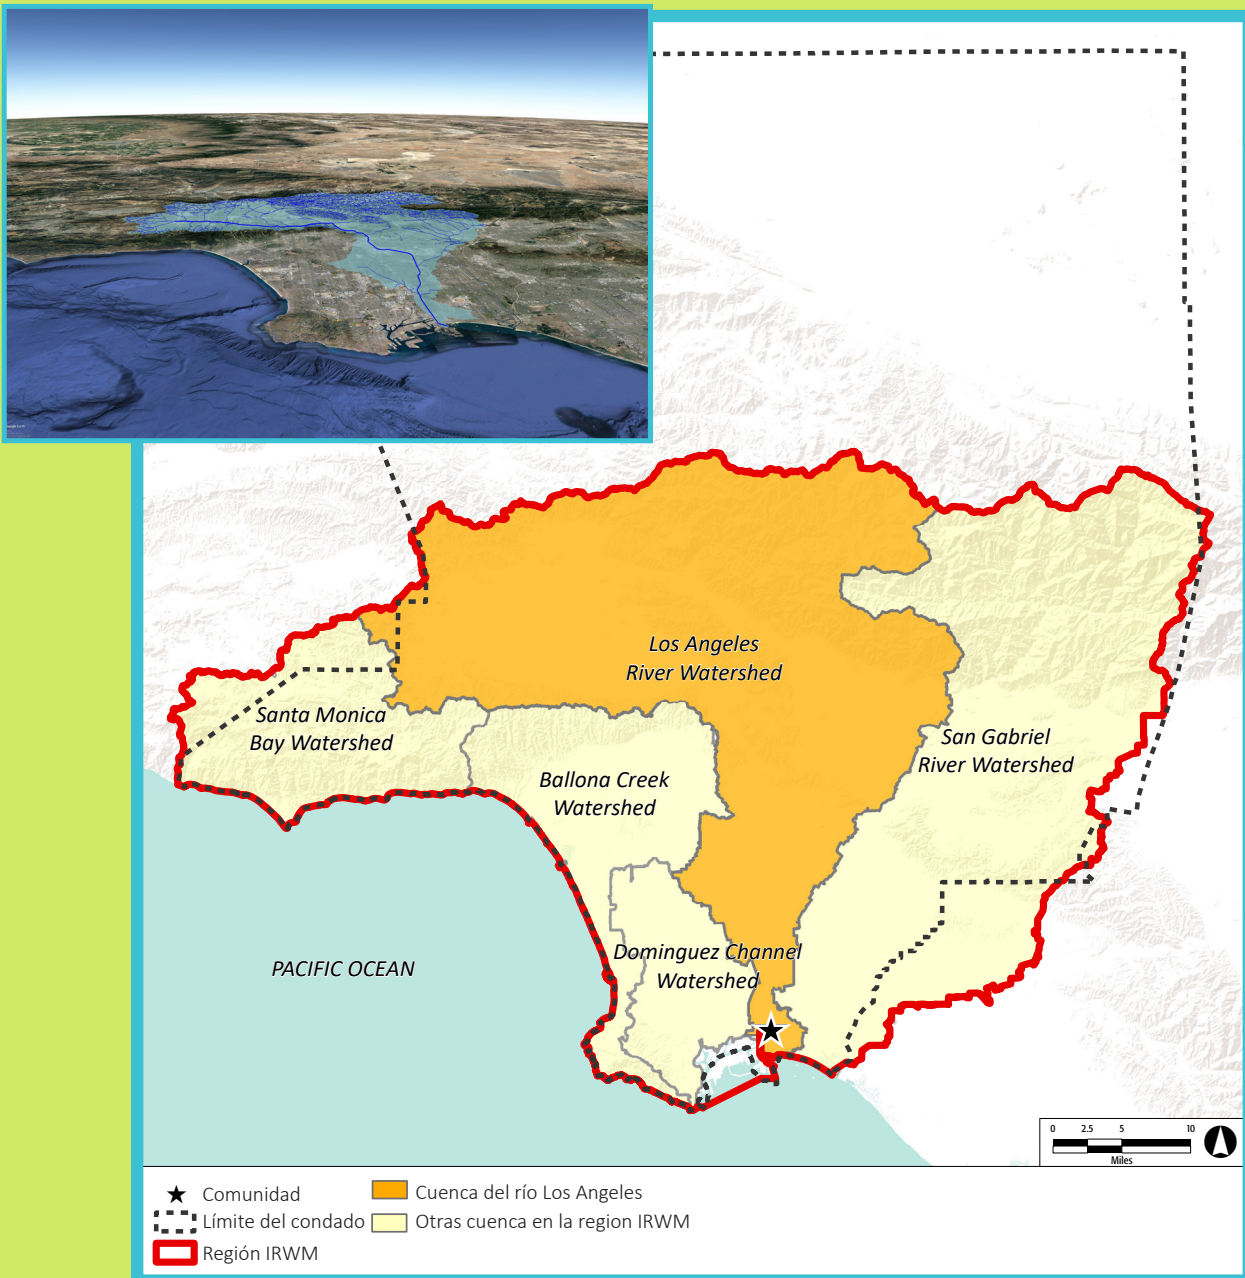 Los Angeles
River Watershed
Santa Monica
Bay Watershed
San Gabriel
River Watershed
Ballona Creek
Watershed
Dominguez Channel
Watershed
PACIFIC OCEAN
0 2.5 5 10
Miles
Comunidad
Cuenca del río Los Angeles
Límite del condado
Otras cuenca en la region IRWM
Región IRWM